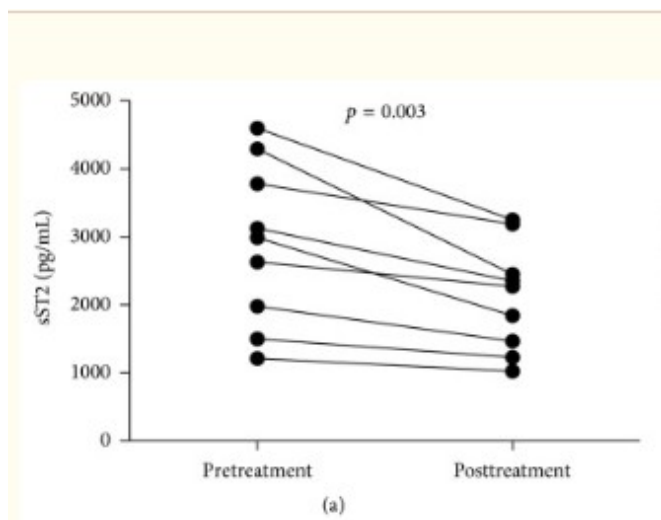 5000
p = 0.003
4000
3000
sST2 (pg/mL)
2000
1000
0
Pretreatment Posttreatment
(a)